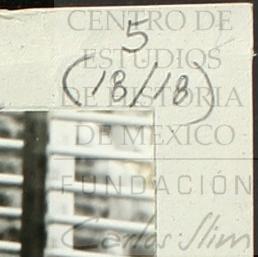 CENTRO DE
5
ESTUDIOS
(18/18)
DE HISTORIA
DE MEXICO
FUNDACIÓN
Carlos Slim